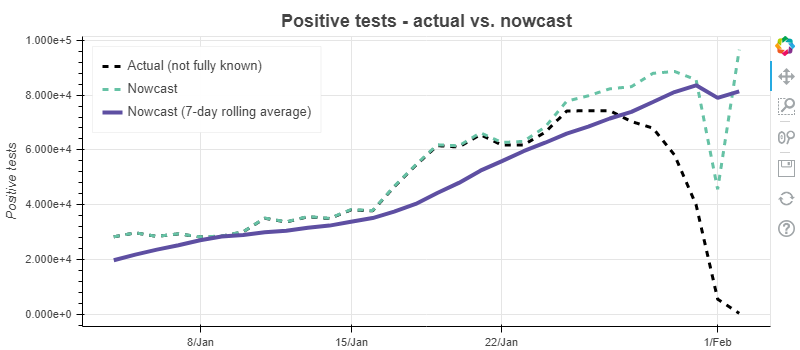 Positive tests - actual vs. nowcast
Actual (not fully known)
Nowcast
Nowcast (7-day rolling average)
Positive tests
1.000e+5
8.000e+4
6.000e+4
4.000e+4
2.000e+4
0.000e+0
8/Jan
15/Jan
22/Jan
1/Feb